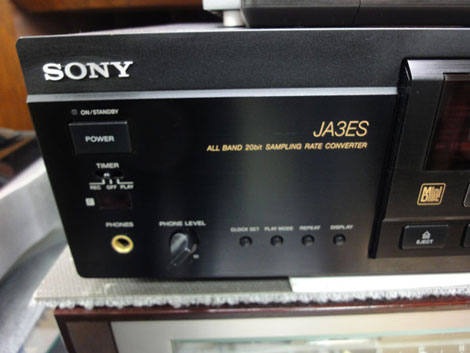 SONY
ON/STANDBY
POWER
JA3ES
ALL BAND 20bit SAMPLING RATE CONVERTER
TIMER
REC OFF PLAY
PHONES
PHONE LEVEL
CLOCK SET PLAY MODE REPEAT DISPLAY
Mini
EJECT